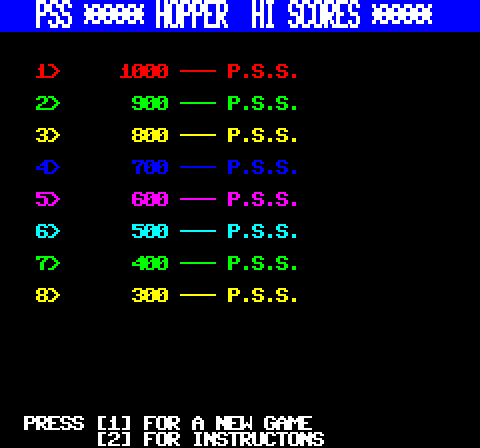 PSS ※※※※※ HOPPER HI SCORES ※※※※※
1> 1000 —— P.S.S.
2> 900 —— P.S.S.
3> 800 —— P.S.S.
4> 700 —— P.S.S.
5> 600 —— P.S.S.
6> 500 —— P.S.S.
7> 400 —— P.S.S.
8> 300 —— P.S.S.
PRESS [1] FOR A NEW GAME
[2] FOR INSTRUCTONS